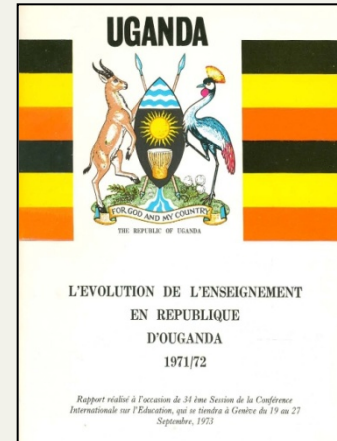 UGANDA
FOR GOD AND MY COUNTRY
THE REPUBLIC OF UGANDA
L'EVOLUTION DE L'ENSEIGNEMENT
EN REPUBLIQUE
D'OUGANDA
1971/72
Rapport réalisé à l'occasion de 34 ème Session de la Conférence
Internationale sur l'Education, qui se tiendra à Genève du 19 au 27
Septembre, 1973